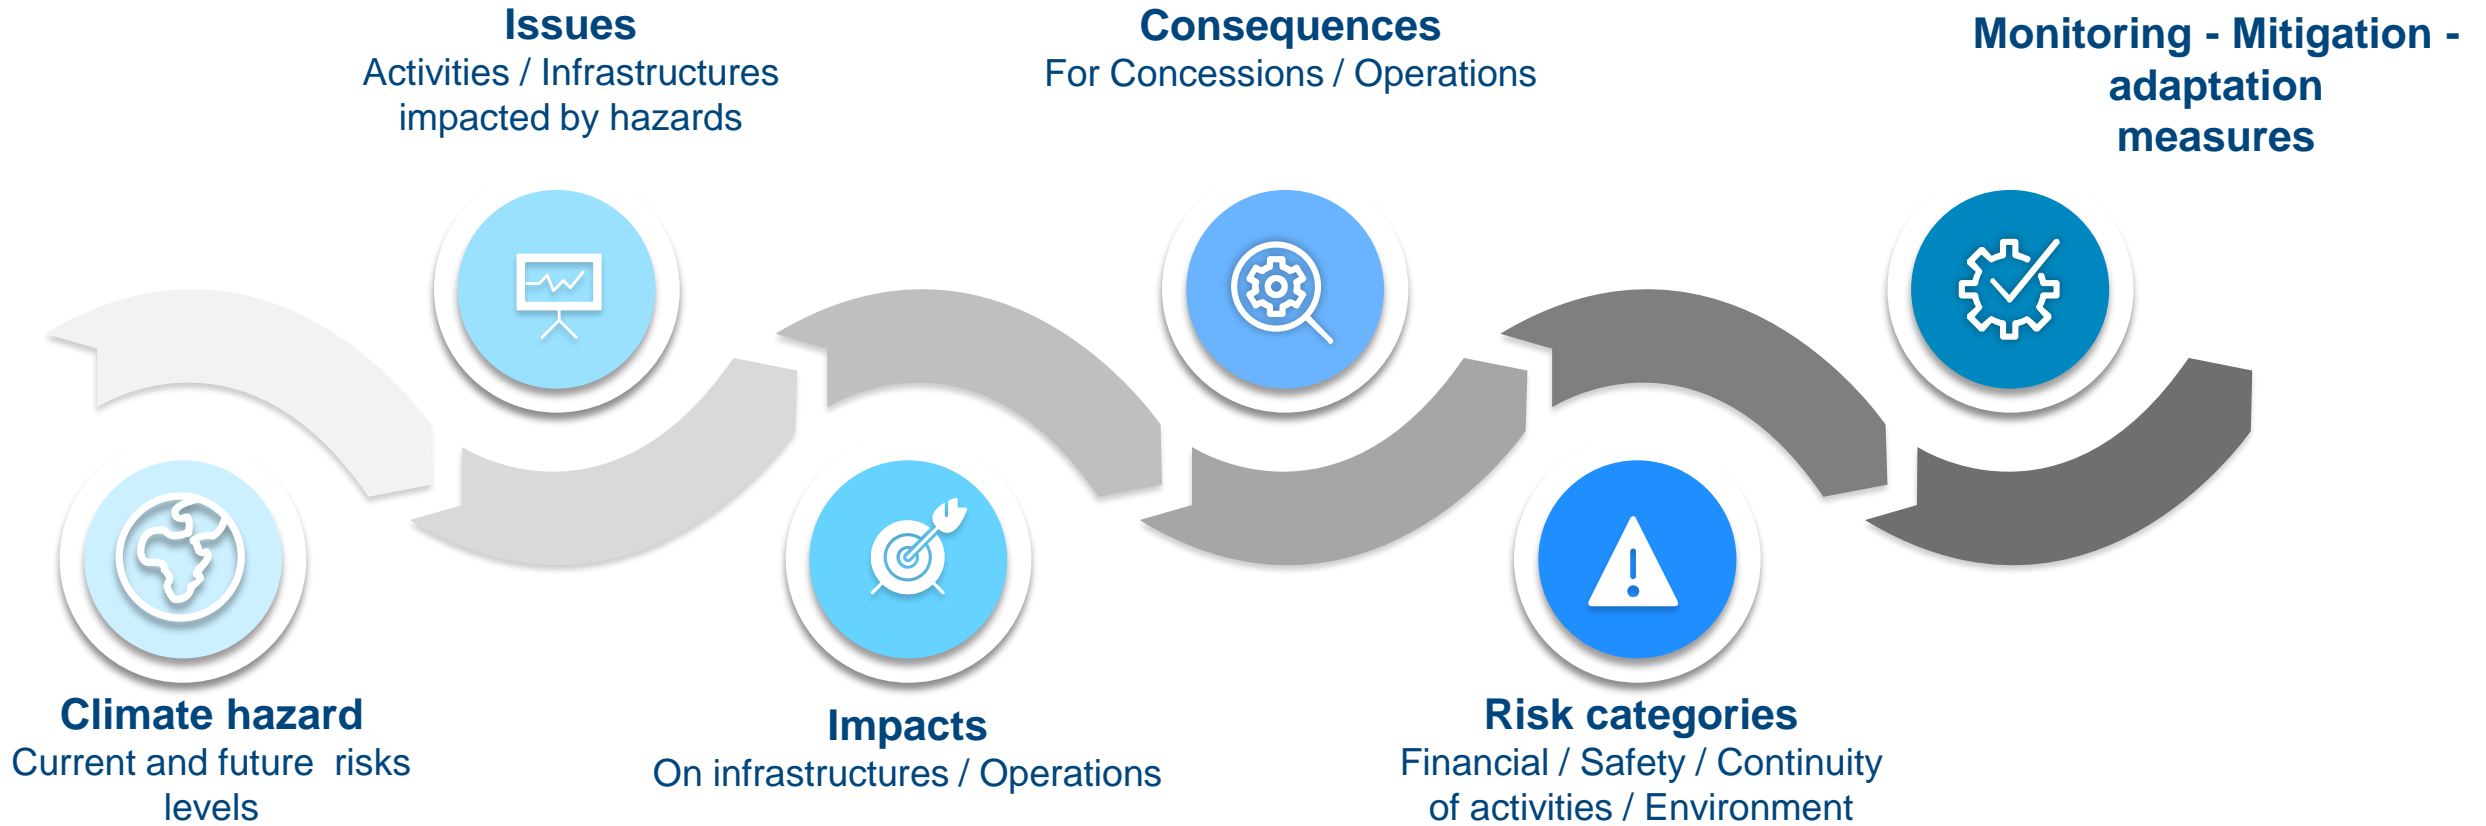 Issues
Activities / Infrastructures
impacted by hazards
Consequences
For Concessions / Operations
Monitoring - Mitigation -
adaptation
measures
Climate hazard
Current and future  risks
levels
Impacts
On infrastructures / Operations
Risk categories
Financial / Safety / Continuity
of activities / Environment